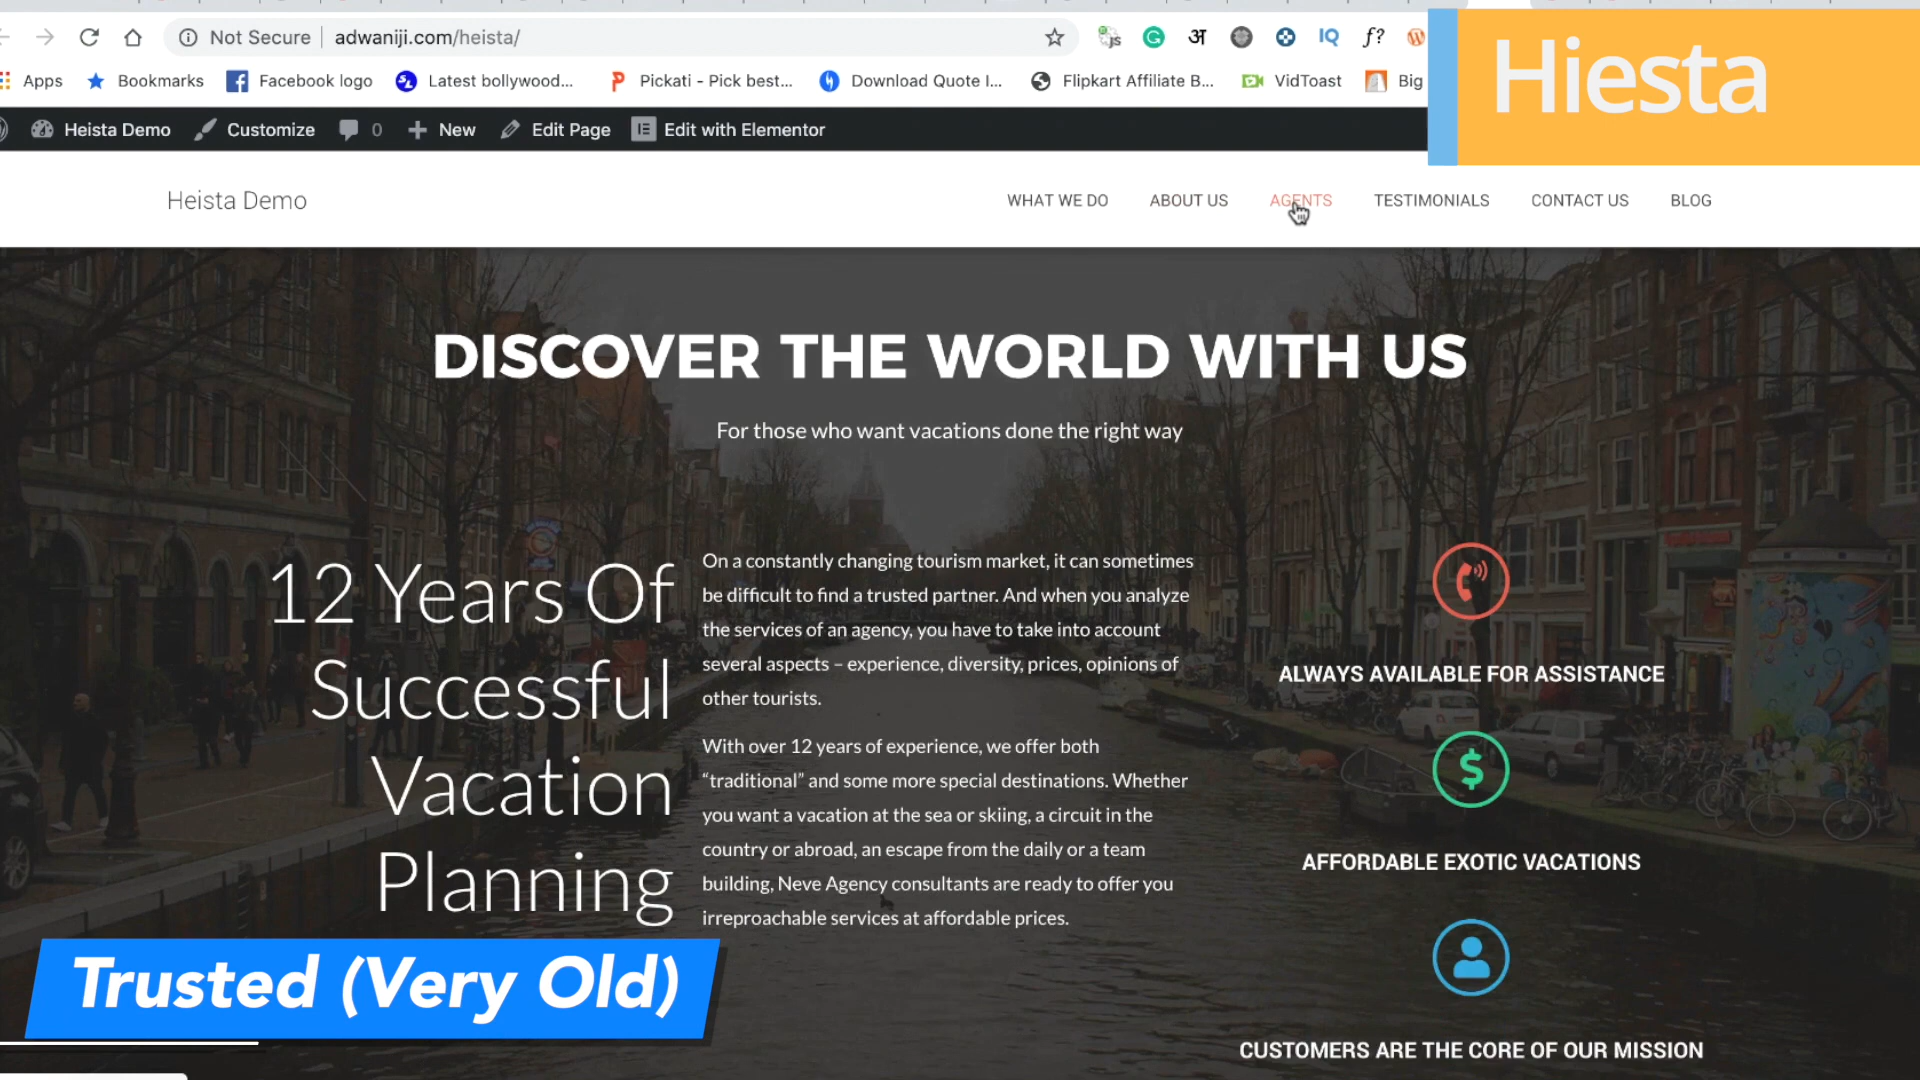 Not Secure
adwaniji.com/heista/
JS
अ
IQ
f?
Hiesta
Apps
Bookmarks
Facebook logo
Latest bollywood...
Pickati - Pick best...
Download Quote I...
Flipkart Affiliate B...
VidToast
Big
Heista Demo
Customize
0
New
Edit Page
Edit with Elementor
Heista Demo
WHAT WE DO
ABOUT US
AGENTS
TESTIMONIALS
CONTACT US
BLOG
DISCOVER THE WORLD WITH US
For those who want vacations done the right way
12 Years Of
Successful
Vacation
Planning
On a constantly changing tourism market, it can sometimes
be difficult to find a trusted partner. And when you analyze
the services of an agency, you have to take into account
several aspects – experience, diversity, prices, opinions of
other tourists.
With over 12 years of experience, we offer both
“traditional” and some more special destinations. Whether
you want a vacation at the sea or skiing, a circuit in the
country or abroad, an escape from the daily or a team
building, Neve Agency consultants are ready to offer you
irreproachable services at affordable prices.
ALWAYS AVAILABLE FOR ASSISTANCE
AFFORDABLE EXOTIC VACATIONS
CUSTOMERS ARE THE CORE OF OUR MISSION
Trusted (Very Old)